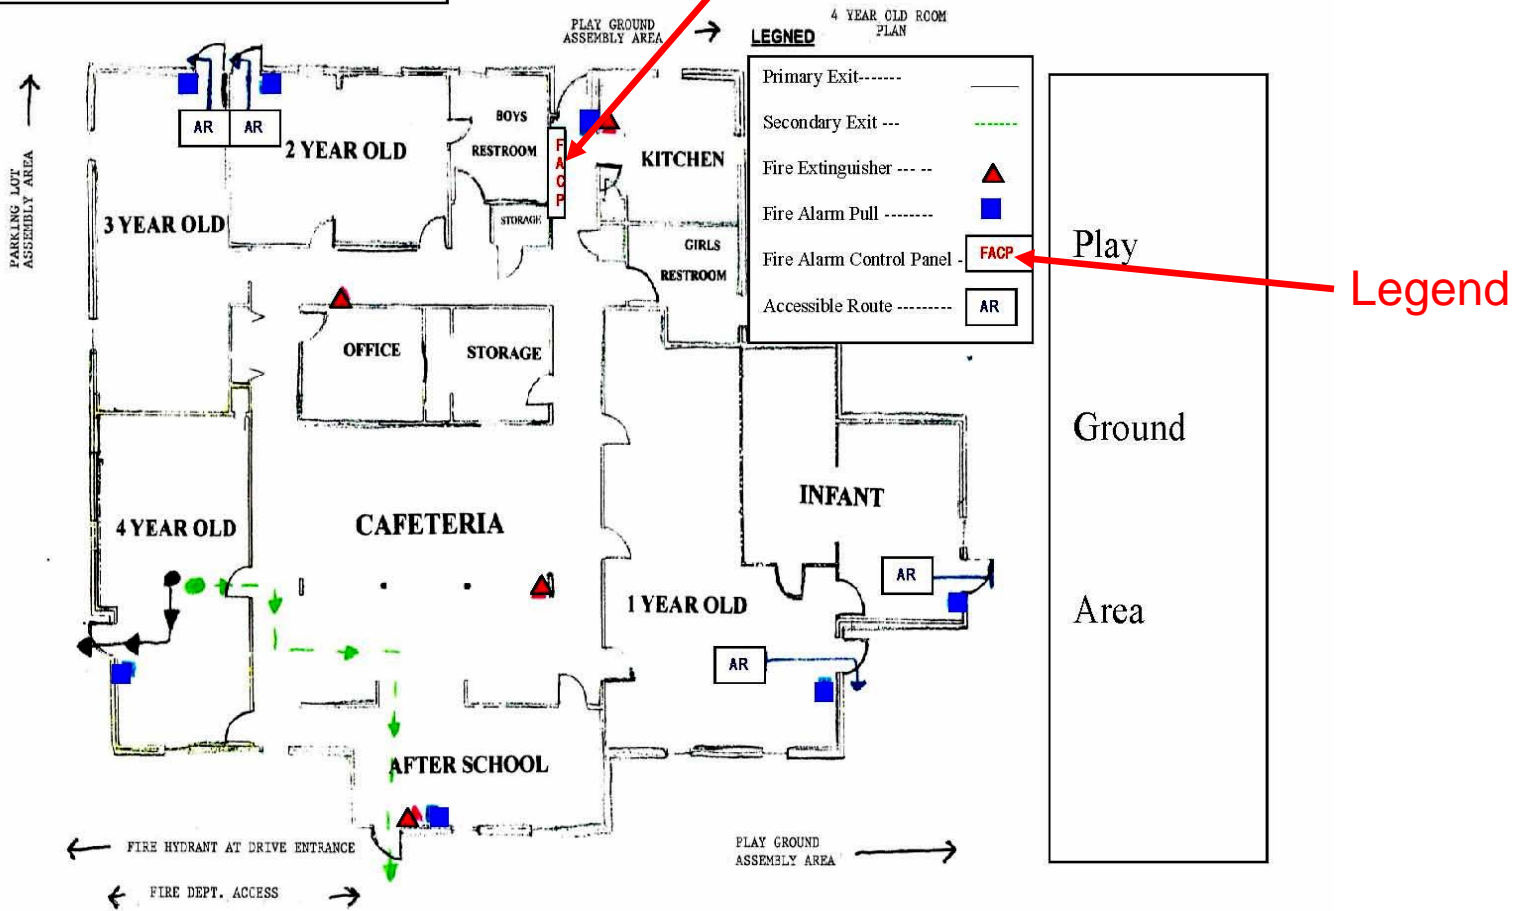 PLAY GROUND
ASSEMBLY AREA
4 YEAR OLD ROOM
PLAN
LEGNED
Primary Exit-------
Secondary Exit ---
Fire Extinguisher -- --
Fire Alarm Pull --------
Fire Alarm Control Panel -
FACP
Accessible Route ---------
AR
Legend
PARKING LOT
ASSEMBLY AREA
AR
AR
2 YEAR OLD
BOYS
RESTROOM
FACP
KITCHEN
3 YEAR OLD
STORAGE
GIRLS
RESTROOM
OFFICE
STORAGE
Play
Ground
Area
4 YEAR OLD
CAFETERIA
INFANT
AR
1 YEAR OLD
AR
AFTER SCHOOL
FIRE HYDRANT AT DRIVE ENTRANCE
FIRE DEPT. ACCESS
PLAY GROUND
ASSEMBLY AREA